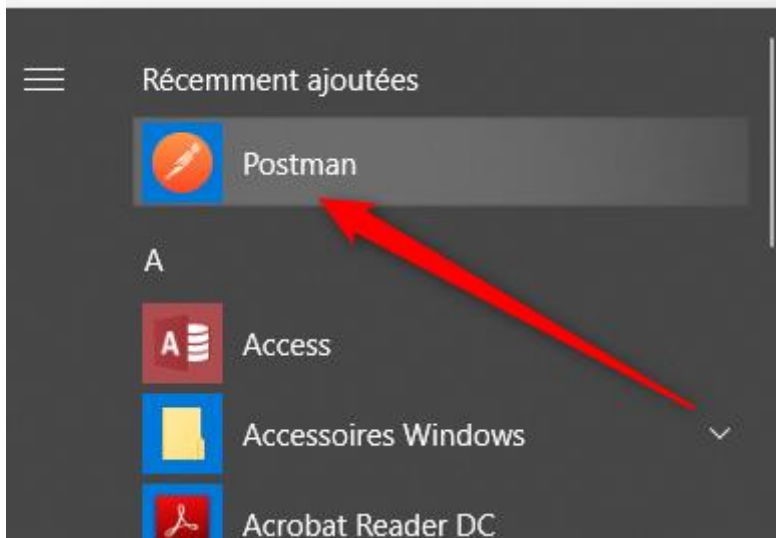 Récemment ajoutées
Postman
A
A
Access
Accessoires Windows
Acrobat Reader DC